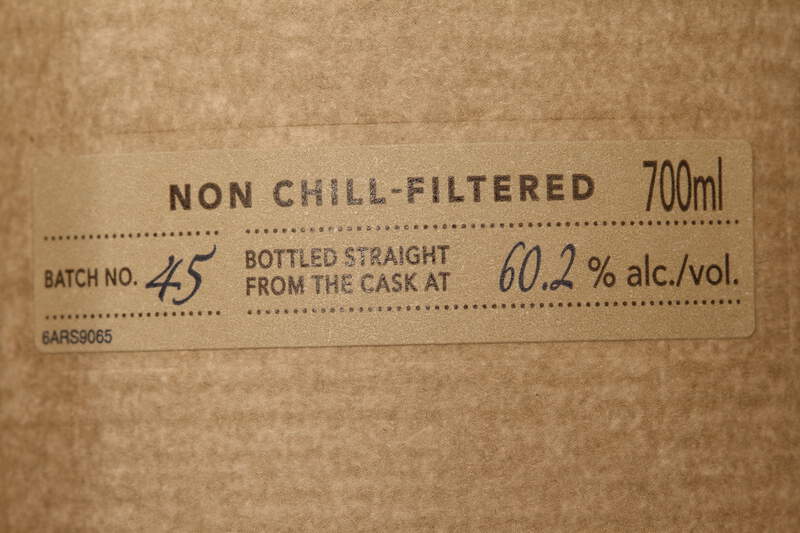 NON CHILL-FILTERED 700ml
BATCH NO. 45
BOTTLED STRAIGHT
FROM THE CASK AT 60.2 % alc./vol.
6ARS9065